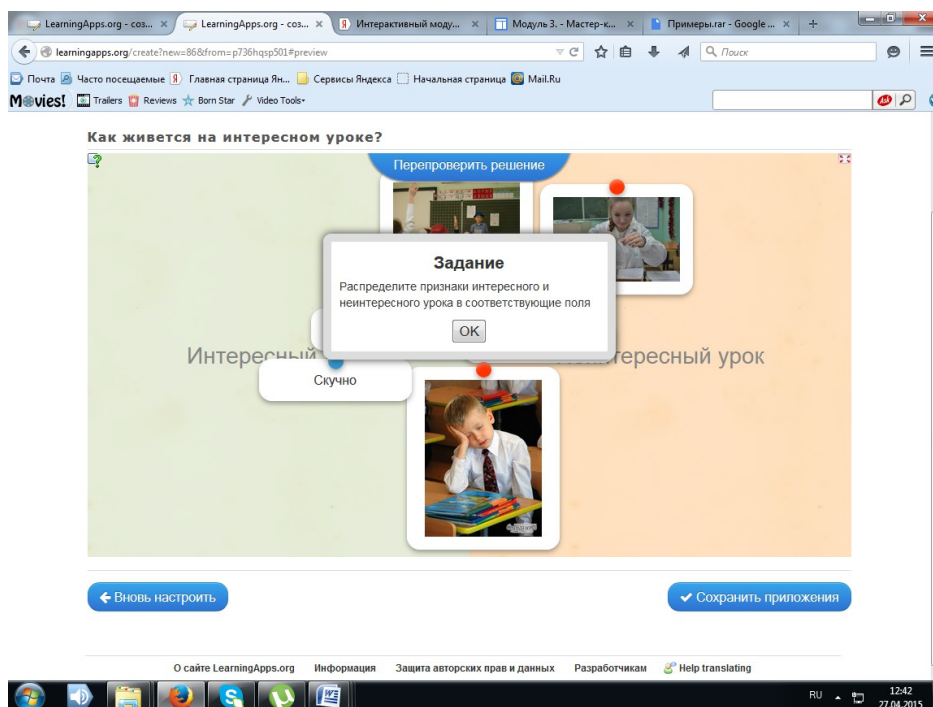 LearningApps.org - соз...
LearningApps.org - соз...
Интерактивный моду...
Модуль 3. - Мастер-к...
Примеры.rar - Google ...
learningapps.org/create?new=86&from=p736hqsp501#preview
Поиск
Почта
Часто посещаемые
Главная страница Ян...
Сервисы Яндекса
Начальная страница
Mail.Ru
Movies!
Trailers
Reviews
Born Star
Video Tools
Ask
Как живется на интересном уроке?
Перепроверить решение
Задание
Распределите признаки интересного и
неинтересного урока в соответствующие поля
OK
Интересный
тересный урок
Скучно
Вновь настроить
Сохранить приложения
О сайте LearningApps.org
Информация
Защита авторских прав и данных
Разработчикам
Help translating
RU
12:42
27.04.2015